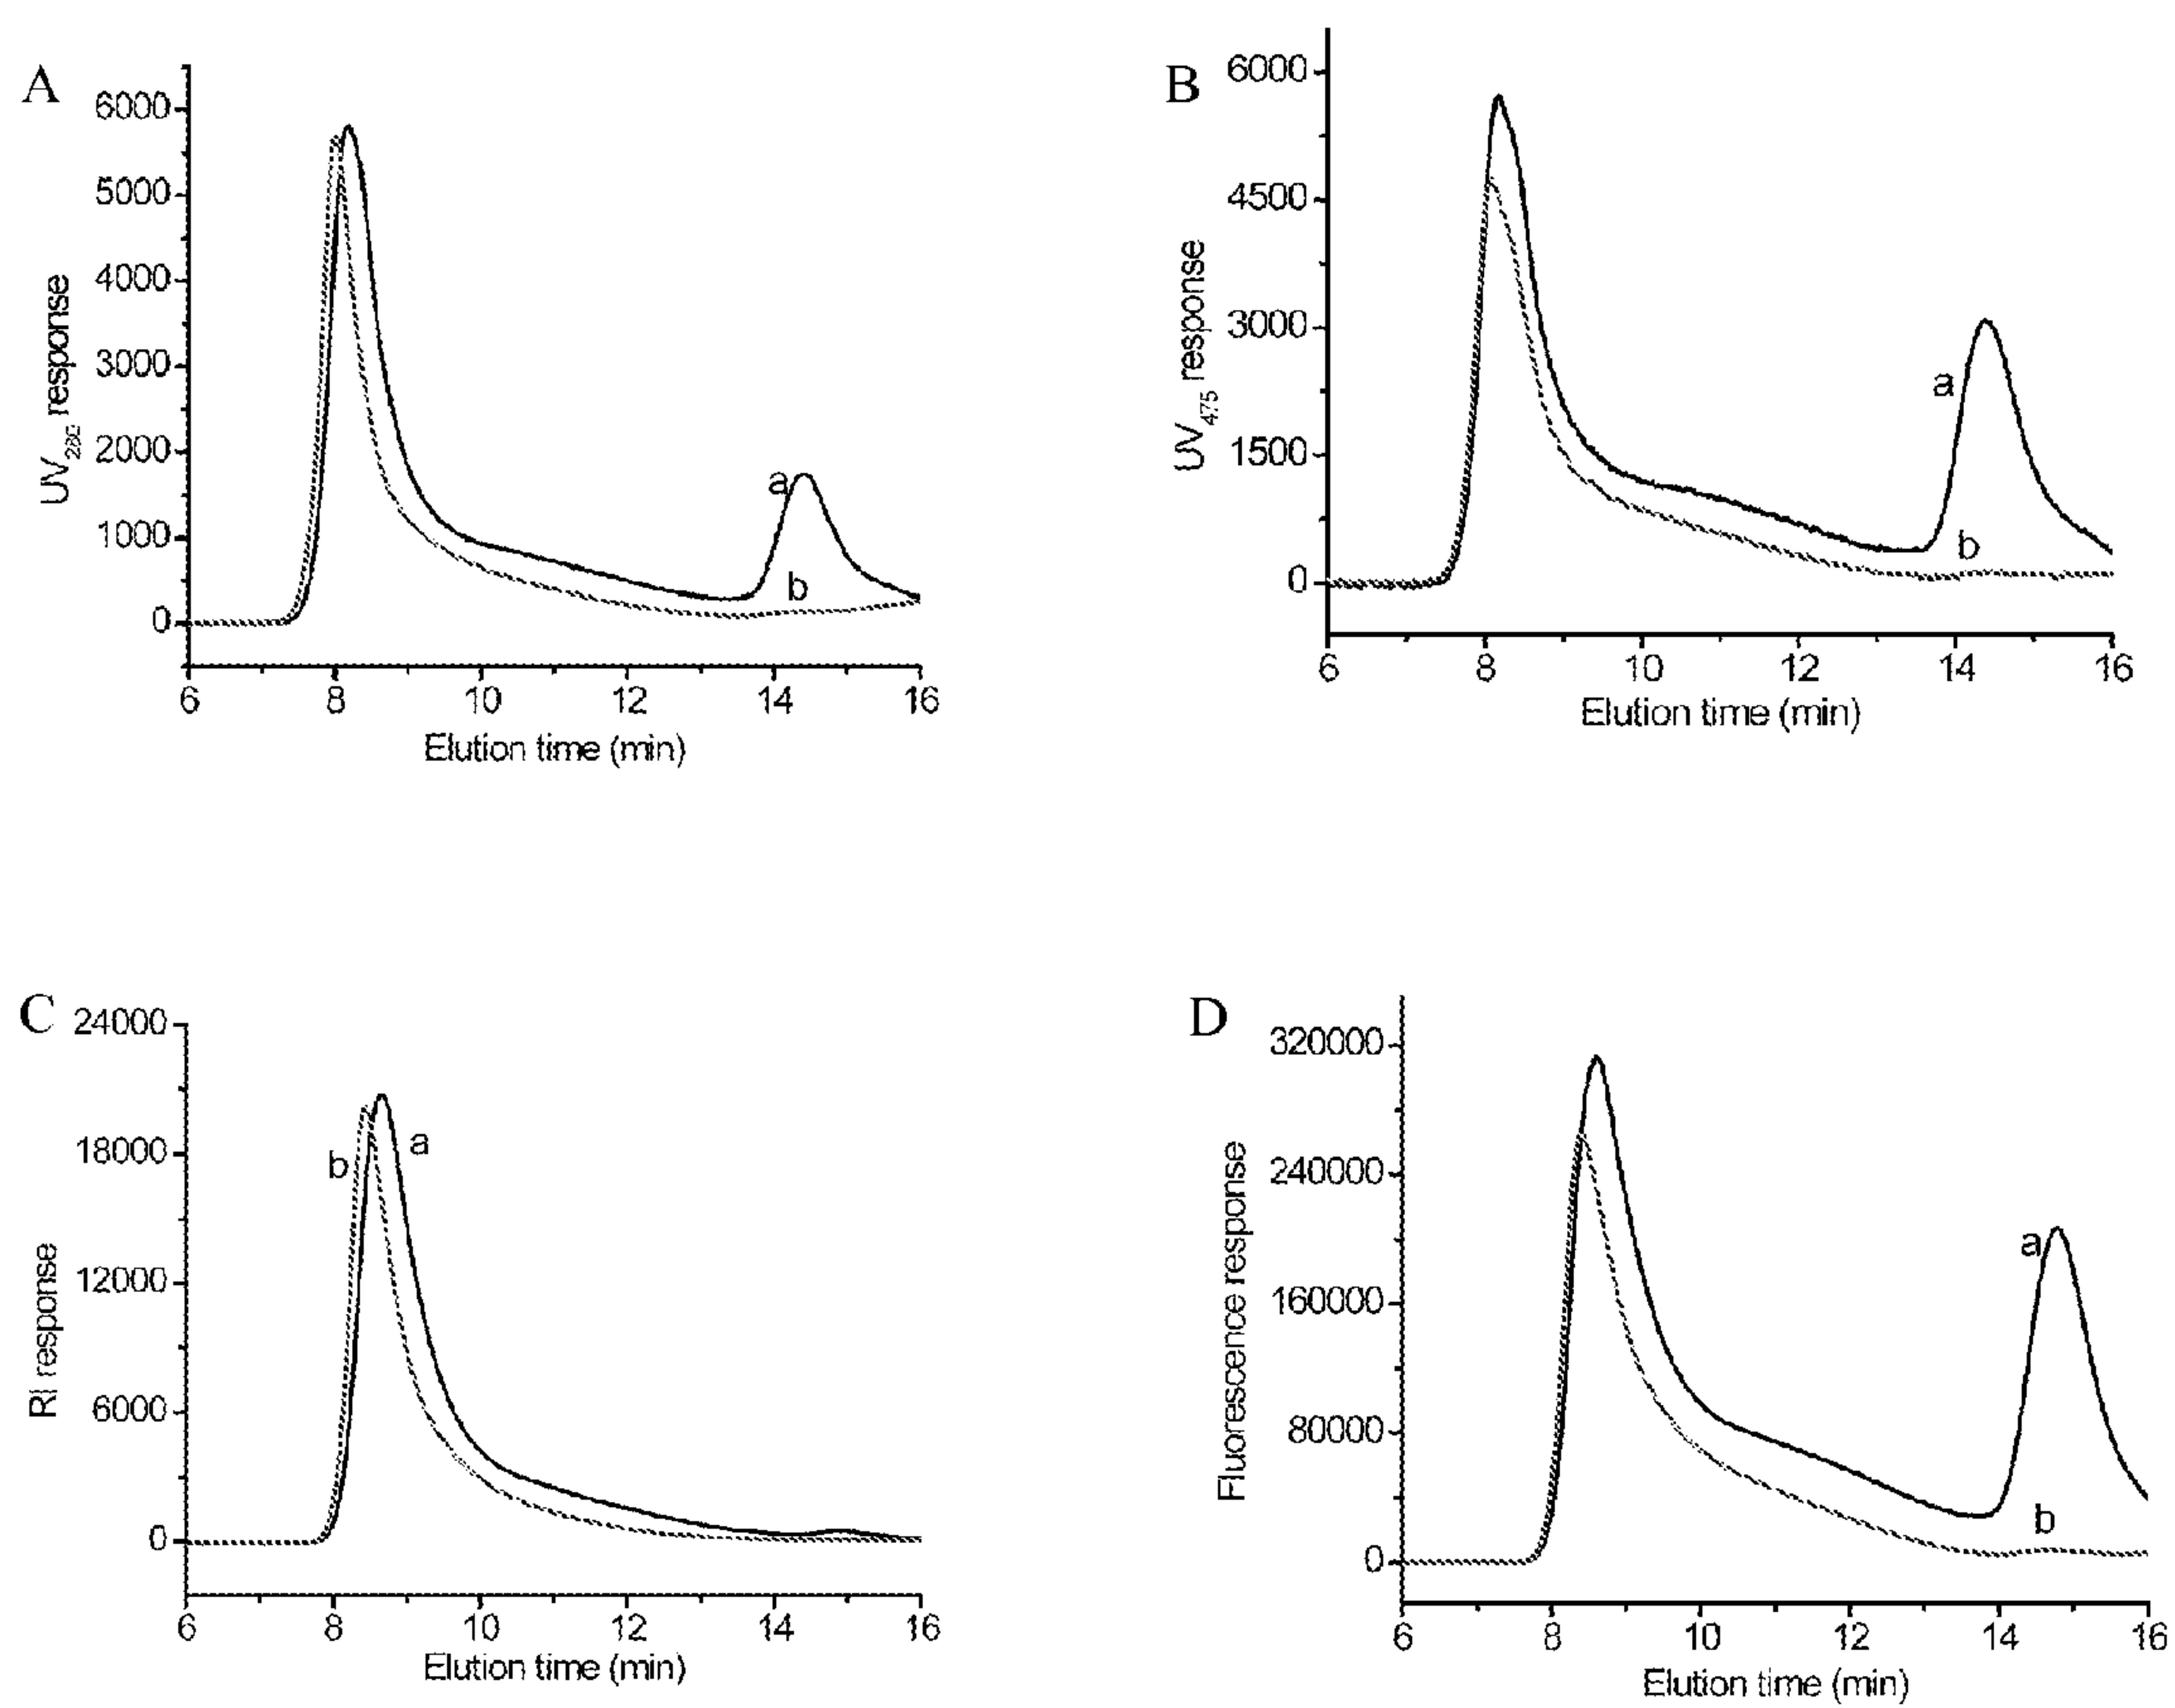 A
6000
5000
4000
3000
2000
1000
0
UV280 response
a
b
6 8 10 12 14 16
Elution time (min)
B
6000
4500
3000
1500
0
UV475 response
a
b
6 8 10 12 14 16
Elution time (min)
C
24000
18000
12000
6000
0
RI response
b
a
6 8 10 12 14 16
Elution time (min)
D
320000
240000
160000
80000
0
Fluorescence response
a
b
6 8 10 12 14 16
Elution time (min)